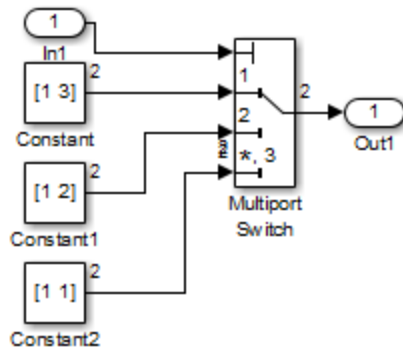 1
In1
2
[1 3]
Constant
2
[1 2]
Constant1
2
[1 1]
Constant2
1
2
*, 3
2
Multiport
Switch
1
Out1